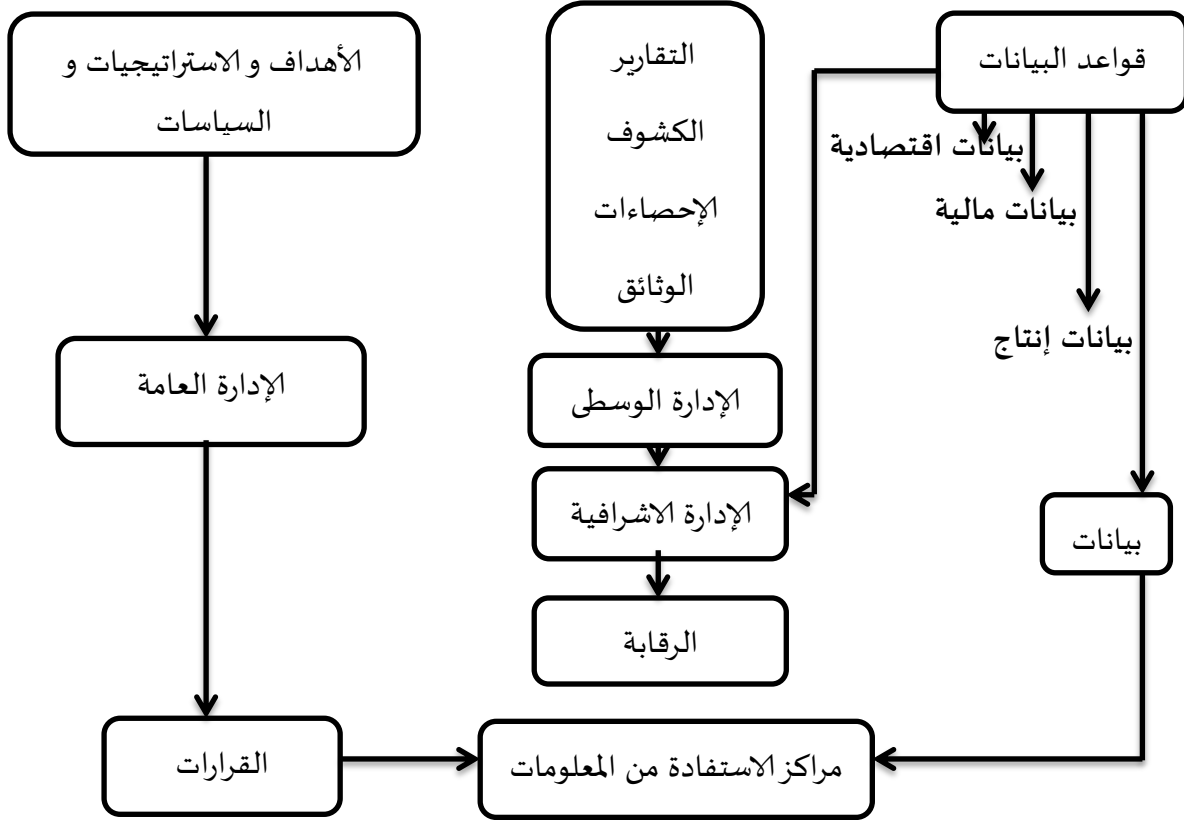 قواعد البيانات
بيانات اقتصادية
بيانات مالية
بيانات إنتاج
بيانات
التقارير
الكشوف
الإحصاءات
الوثائق
الإدارة الوسطى
الإدارة الاشرافية
الرقابة
مراكز الاستفادة من المعلومات
الأهداف و الاستراتيجيات و
السياسات
الإدارة العامة
القرارات